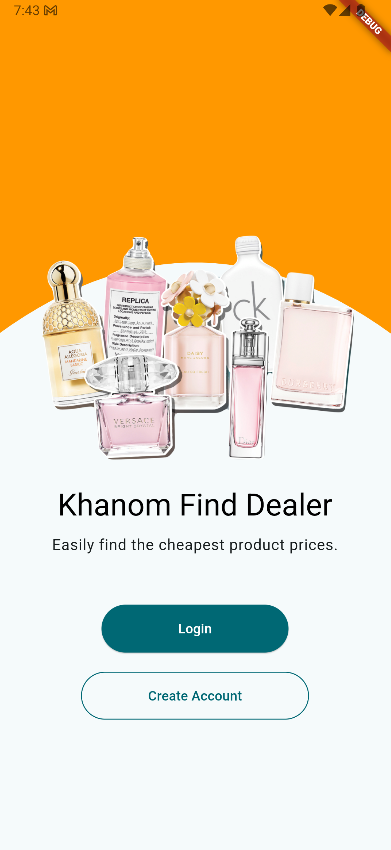 7:43
DEBUG
REPLICA
ck
DAISY
VERSACE
Khanom Find Dealer
Easily find the cheapest product prices.
Login
Create Account